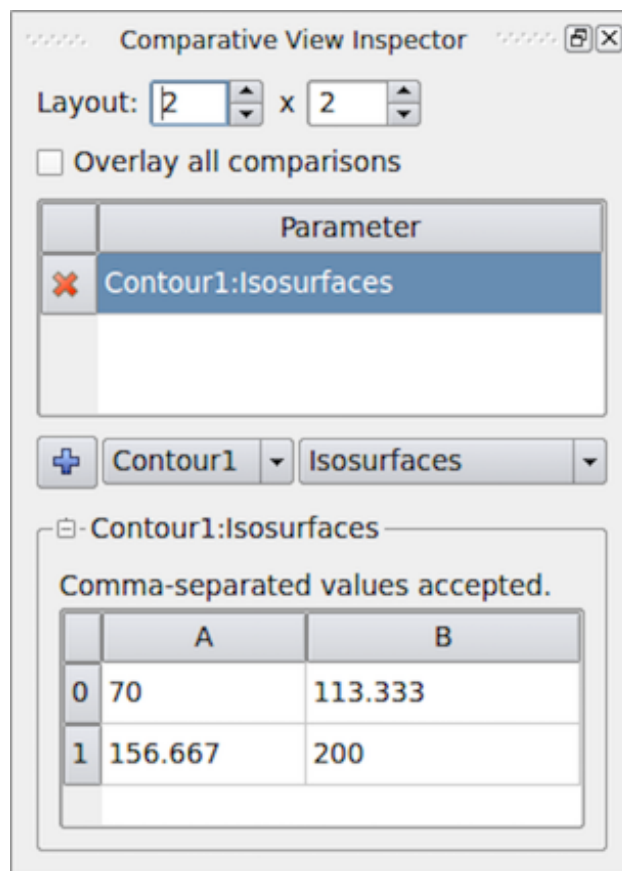 Comparative View Inspector
Layout: 2 x 2
Overlay all comparisons
Parameter
Contour1:Isosurfaces
Contour1 Isosurfaces
Contour1:Isosurfaces
Comma-separated values accepted.
A B
0 70 113.333
1 156.667 200